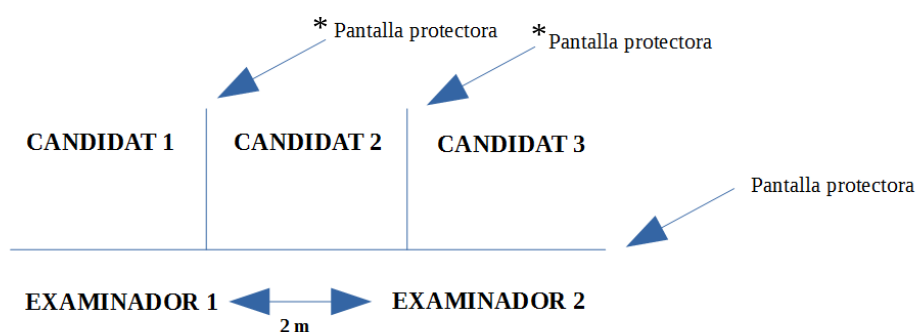 * Pantalla protectora
* Pantalla protectora
CANDIDAT 1
CANDIDAT 2
CANDIDAT 3
Pantalla protectora
EXAMINADOR 1
EXAMINADOR 2
2 m